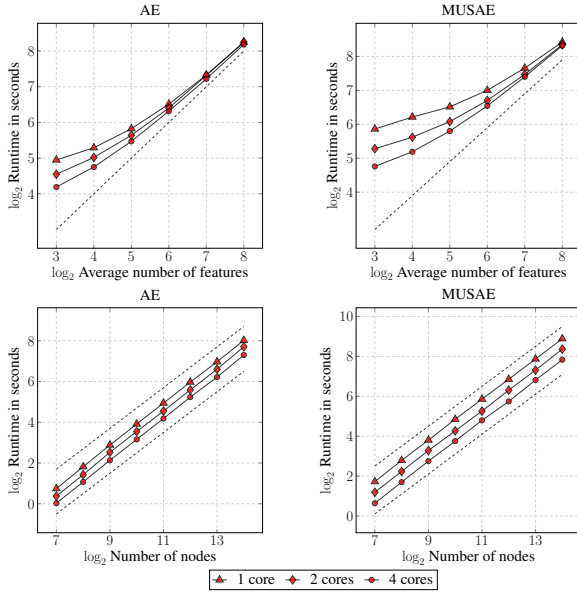 AE
MUSAE
8
7
6
5
4
log₂ Runtime in seconds
3 4 5 6 7 8
log₂ Average number of features
8
7
6
5
4
log₂ Runtime in seconds
3 4 5 6 7 8
log₂ Average number of features
AE
MUSAE
8
6
4
2
0
log₂ Runtime in seconds
7 9 11 13
log₂ Number of nodes
10
8
6
4
2
0
log₂ Runtime in seconds
7 9 11 13
log₂ Number of nodes
1 core 2 cores 4 cores